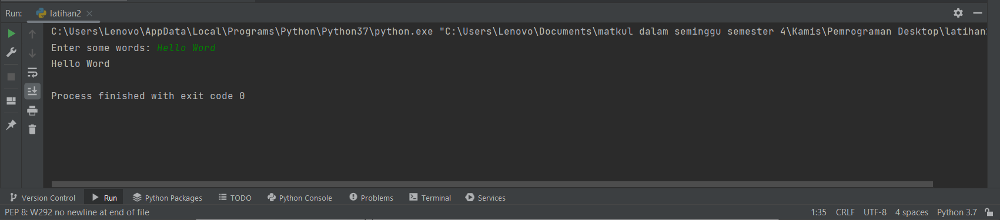 Run: latihan2
C:\Users\Lenovo\AppData\Local\Programs\Python\Python37\python.exe "C:\Users\Lenovo\Documents\matkul dalam seminggu semester 4\Kamis\Pemrograman Desktop\latihan
Enter some words: Hello Word
Hello Word
Process finished with exit code 0
Version Control Run Python Packages TODO Python Console Problems Terminal Services
PEP 8: W292 no newline at end of file 1:35 CRLF UTF-8 4 spaces Python 3.7